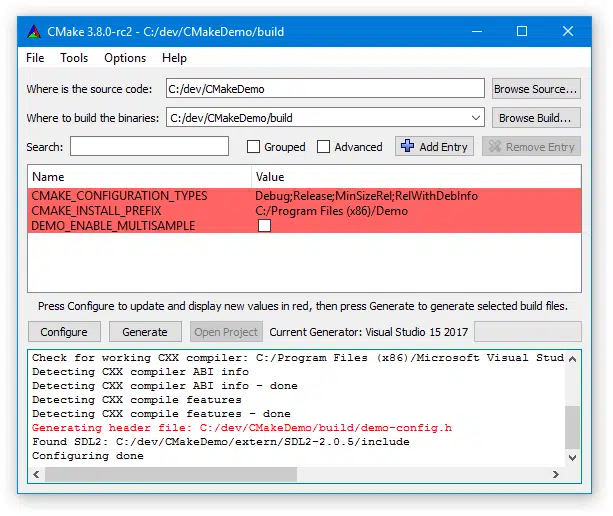 CMake 3.8.0-rc2 - C:/dev/CMakeDemo/build
File Tools Options Help
Where is the source code: C:/dev/CMakeDemo Browse Source...
Where to build the binaries: C:/dev/CMakeDemo/build Browse Build...
Search: Grouped Advanced Add Entry Remove Entry
Name Value
CMAKE_CONFIGURATION_TYPES Debug;Release;MinSizeRel;RelWithDebInfo
CMAKE_INSTALL_PREFIX C:/Program Files (x86)/Demo
DEMO_ENABLE_MULTISAMPLE
Press Configure to update and display new values in red, then press Generate to generate selected build files.
Configure Generate Open Project Current Generator: Visual Studio 15 2017
Check for working CXX compiler: C:/Program Files (x86)/Microsoft Visual Stud
Detecting CXX compiler ABI info
Detecting CXX compiler ABI info - done
Detecting CXX compile features
Detecting CXX compile features - done
Generating header file: C:/dev/CMakeDemo/build/demo-config.h
Found SDL2: C:/dev/CMakeDemo/extern/SDL2-2.0.5/include
Configuring done